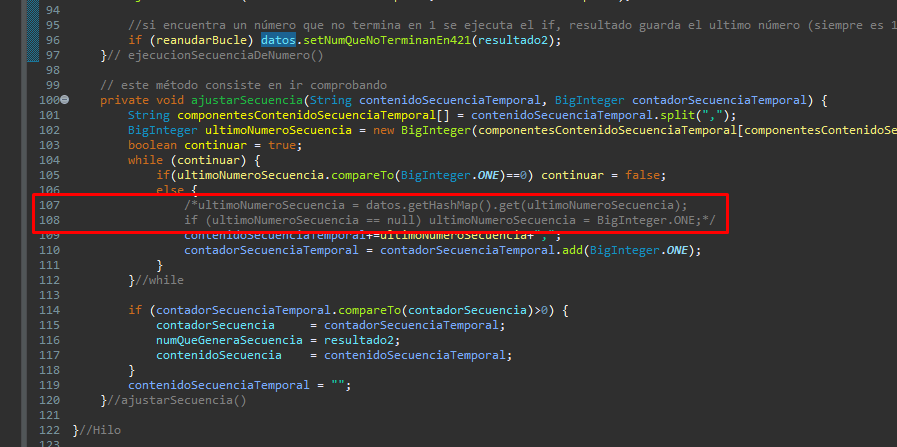 94
95 //si encuentra un número que no termina en 1 se ejecuta el if, resultado guarda el ultimo número (siempre es 1
96 if (reanudarBucle) datos.setNumQueNoTerminanEn421(resultado2);
97 }// ejecucionSecuenciaDeNumero()
98
99 // este método consiste en ir comprobando
100 private void ajustarSecuencia(String contenidoSecuenciaTemporal, BigInteger contadorSecuenciaTemporal) {
101 String componentesContenidoSecuenciaTemporal[] = contenidoSecuenciaTemporal.split(",");
102 BigInteger ultimoNumeroSecuencia = new BigInteger(componentesContenidoSecuenciaTemporal[componentesContenidoSe
103 boolean continuar = true;
104 while (continuar) {
105 if(ultimoNumeroSecuencia.compareTo(BigInteger.ONE)==0) continuar = false;
106 else {
107 /*ultimoNumeroSecuencia = datos.getHashMap().get(ultimoNumeroSecuencia);
108 if (ultimoNumeroSecuencia == null) ultimoNumeroSecuencia = BigInteger.ONE;*/
109 contenidoSecuenciaTemporal+=ultimoNumeroSecuencia+",";
110 contadorSecuenciaTemporal = contadorSecuenciaTemporal.add(BigInteger.ONE);
111 }
112 }//while
113
114 if (contadorSecuenciaTemporal.compareTo(contadorSecuencia)>0) {
115 contadorSecuencia = contadorSecuenciaTemporal;
116 numQueGeneraSecuencia = resultado2;
117 contenidoSecuencia = contenidoSecuenciaTemporal;
118 }
119 contenidoSecuenciaTemporal = "";
120 }//ajustarSecuencia()
121
122 }//Hilo
123